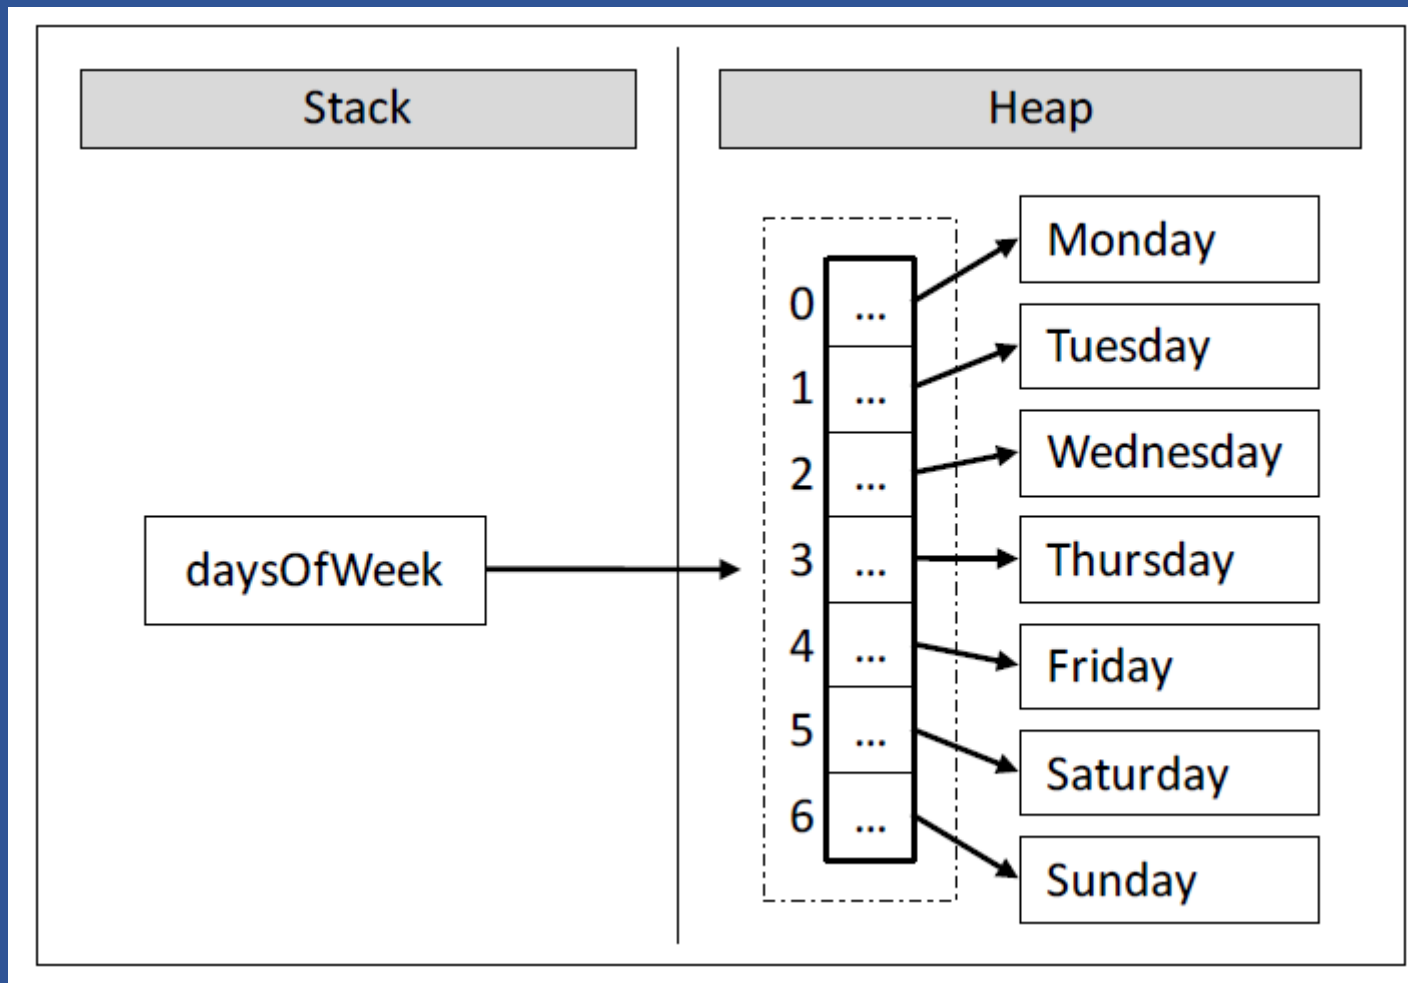 Stack
Heap
daysOfWeek
0 ... Monday
1 ... Tuesday
2 ... Wednesday
3 ... Thursday
4 ... Friday
5 ... Saturday
6 ... Sunday